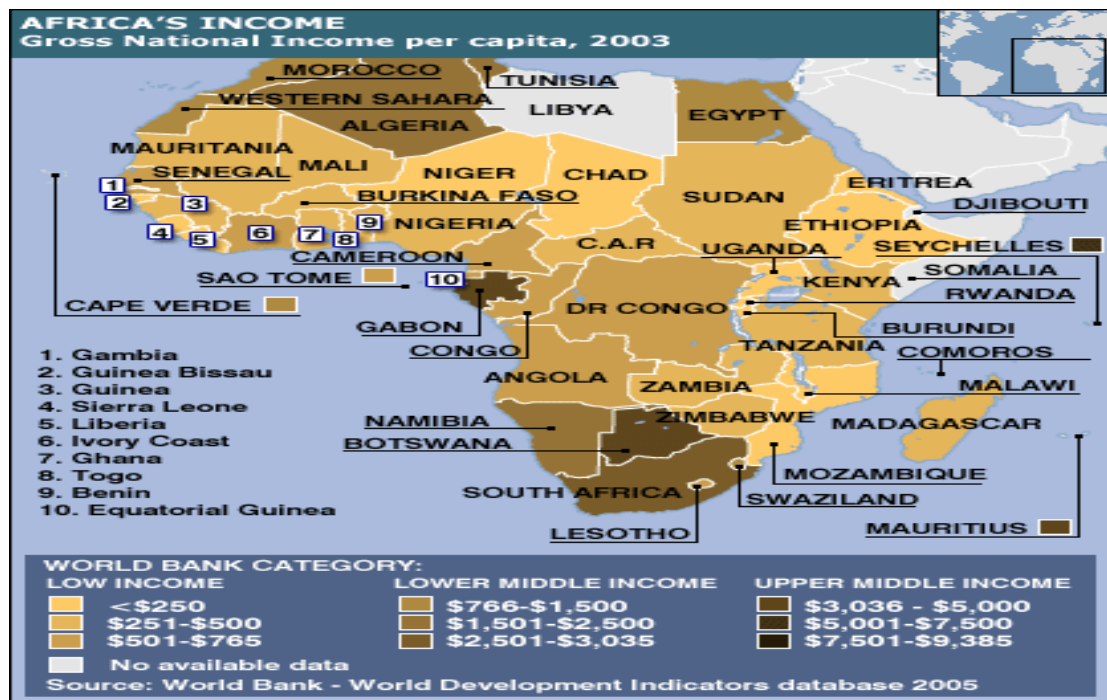 AFRICA'S INCOME
Gross National Income per capita, 2003
MOROCCO
TUNISIA
WESTERN SAHARA
LIBYA
EGYPT
ALGERIA
MAURITANIA
SENEGAL
MALI
NIGER
CHAD
ERITREA
1
2
3
BURKINA FASO
SUDAN
DJIBOUTI
4
5
6
7
8
9
NIGERIA
ETHIOPIA
CAMEROON
C.A.R
UGANDA
SEYCHELLES
SAO TOME
10
KENYA
SOMALIA
CAPE VERDE
DR CONGO
RWANDA
GABON
BURUNDI
CONGO
TANZANIA
COMOROS
ANGOLA
ZAMBIA
MALAWI
NAMIBIA
ZIMBABWE
MADAGASCAR
BOTSWANA
MOZAMBIQUE
SOUTH AFRICA
SWAZILAND
LESOTHO
MAURITIUS
1. Gambia
2. Guinea Bissau
3. Guinea
4. Sierra Leone
5. Liberia
6. Ivory Coast
7. Ghana
8. Togo
9. Benin
10. Equatorial Guinea
WORLD BANK CATEGORY:
LOW INCOME
<$250
$251-$500
$501-$765
No available data
LOWER MIDDLE INCOME
$766-$1,500
$1,501-$2,500
$2,501-$3,035
UPPER MIDDLE INCOME
$3,036 - $5,000
$5,001-$7,500
$7,501-$9,385
Source: World Bank - World Development Indicators database 2005